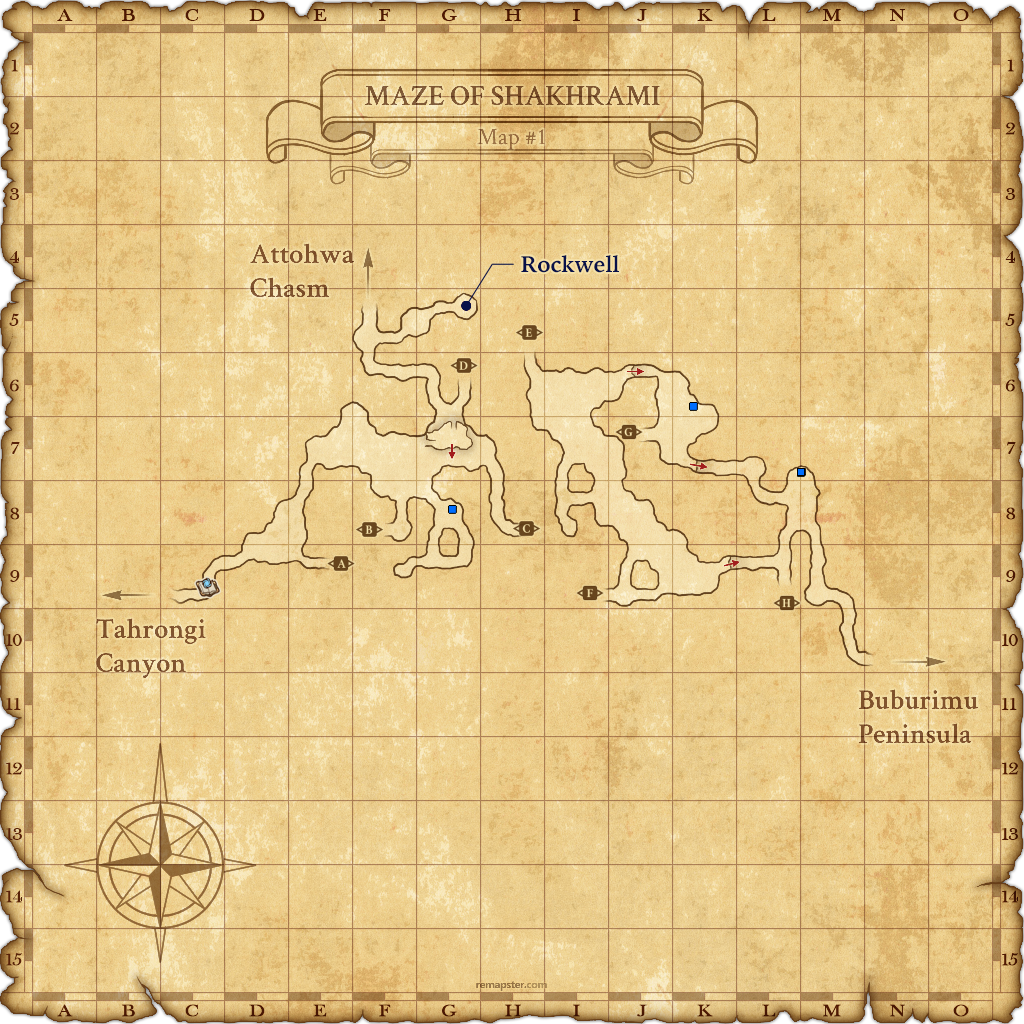 A B C D E F G H I J K L M N O
1 1
MAZE OF SHAKHRAMI
2 2
Map #1
3 3
4 4
Attohwa
Chasm
Rockwell
5 5
E
D
6 6
G
7 7
8 8
B
C
A
9 9
F
H
Tahrongi
Canyon
10 10
Buburimu
Peninsula
11 11
12 12
13 13
14 14
15 15
remapster.com
A B C D E F G H I J K L M N O